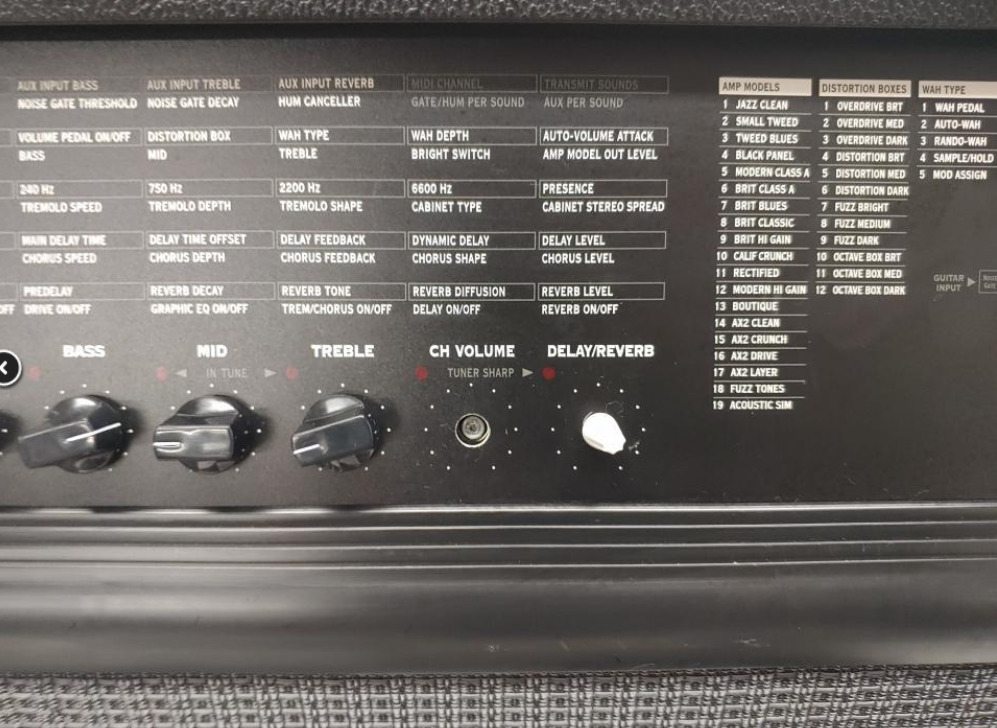 AUX INPUT BASS AUX INPUT TREBLE AUX INPUT REVERB MIDI CHANNEL TRANSMIT SOUNDS
NOISE GATE THRESHOLD NOISE GATE DECAY HUM CANCELLER GATE/HUM PER SOUND AUX PER SOUND
VOLUME PEDAL ON/OFF DISTORTION BOX WAH TYPE WAH DEPTH AUTO-VOLUME ATTACK
BASS MID TREBLE BRIGHT SWITCH AMP MODEL OUT LEVEL
240 Hz 750 Hz 2200 Hz 6600 Hz PRESENCE
TREMOLO SPEED TREMOLO DEPTH TREMOLO SHAPE CABINET TYPE CABINET STEREO SPREAD
MAIN DELAY TIME DELAY TIME OFFSET DELAY FEEDBACK DYNAMIC DELAY DELAY LEVEL
CHORUS SPEED CHORUS DEPTH CHORUS FEEDBACK CHORUS SHAPE CHORUS LEVEL
PREDELAY REVERB DECAY REVERB TONE REVERB DIFFUSION REVERB LEVEL
OFF DRIVE ON/OFF GRAPHIC EQ ON/OFF TREM/CHORUS ON/OFF DELAY ON/OFF REVERB ON/OFF
BASS MID TREBLE CH VOLUME DELAY/REVERB
IN TUNE TUNER SHARP
AMP MODELS
1 JAZZ CLEAN
2 SMALL TWEED
3 TWEED BLUES
4 BLACK PANEL
5 MODERN CLASS A
6 BRIT CLASS A
7 BRIT BLUES
8 BRIT CLASSIC
9 BRIT HI GAIN
10 CALIF CRUNCH
11 RECTIFIED
12 MODERN HI GAIN
13 BOUTIQUE
14 AX2 CLEAN
15 AX2 CRUNCH
16 AX2 DRIVE
17 AX2 LAYER
18 FUZZ TONES
19 ACOUSTIC SIM
DISTORTION BOXES
1 OVERDRIVE BRT
2 OVERDRIVE MED
3 OVERDRIVE DARK
4 DISTORTION BRT
5 DISTORTION MED
6 DISTORTION DARK
7 FUZZ BRIGHT
8 FUZZ MEDIUM
9 FUZZ DARK
10 OCTAVE BOX BRT
11 OCTAVE BOX MED
12 OCTAVE BOX DARK
WAH TYPE
1 WAH PEDAL
2 AUTO-WAH
3 RANDO-WAH
4 SAMPLE/HOLD
5 MOD ASSIGN
GUITAR
INPUT